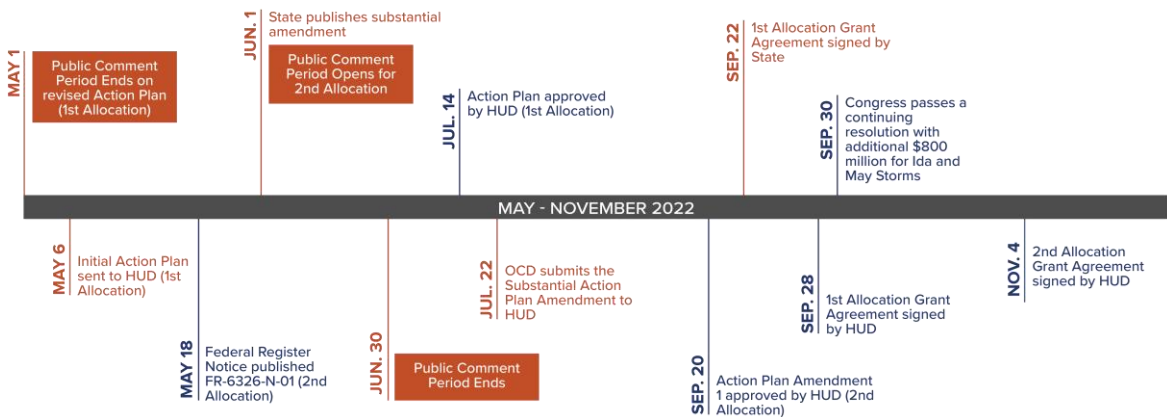 MAY 1
Public Comment
Period Ends on
revised Action Plan
(1st Allocation)
JUN. 1
State publishes substantial
amendment
Public Comment
Period Opens for
2nd Allocation
JUL. 14
Action Plan approved
by HUD (1st Allocation)
SEP. 22
1st Allocation Grant
Agreement signed by
State
SEP. 30
Congress passes a
continuing
resolution with
additional $800
million for Ida and
May Storms
MAY - NOVEMBER 2022
MAY 6
Initial Action Plan
sent to HUD (1st
Allocation)
MAY 18
Federal Register
Notice published
FR-6326-N-01 (2nd
Allocation)
JUN. 30
Public Comment
Period Ends
JUL. 22
OCD submits the
Substantial Action
Plan Amendment to
HUD
SEP. 20
Action Plan Amendment
1 approved by HUD (2nd
Allocation)
SEP. 28
1st Allocation Grant
Agreement signed
by HUD
NOV. 4
2nd Allocation
Grant Agreement
signed by HUD